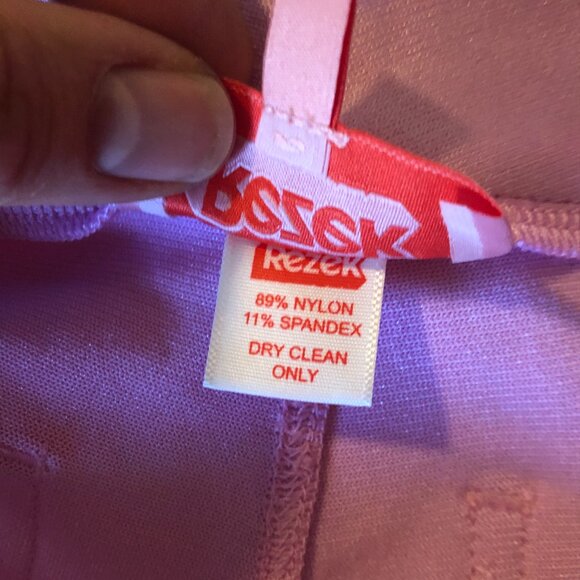 Rezek
Rezek
89% NYLON
11% SPANDEX
DRY CLEAN
ONLY